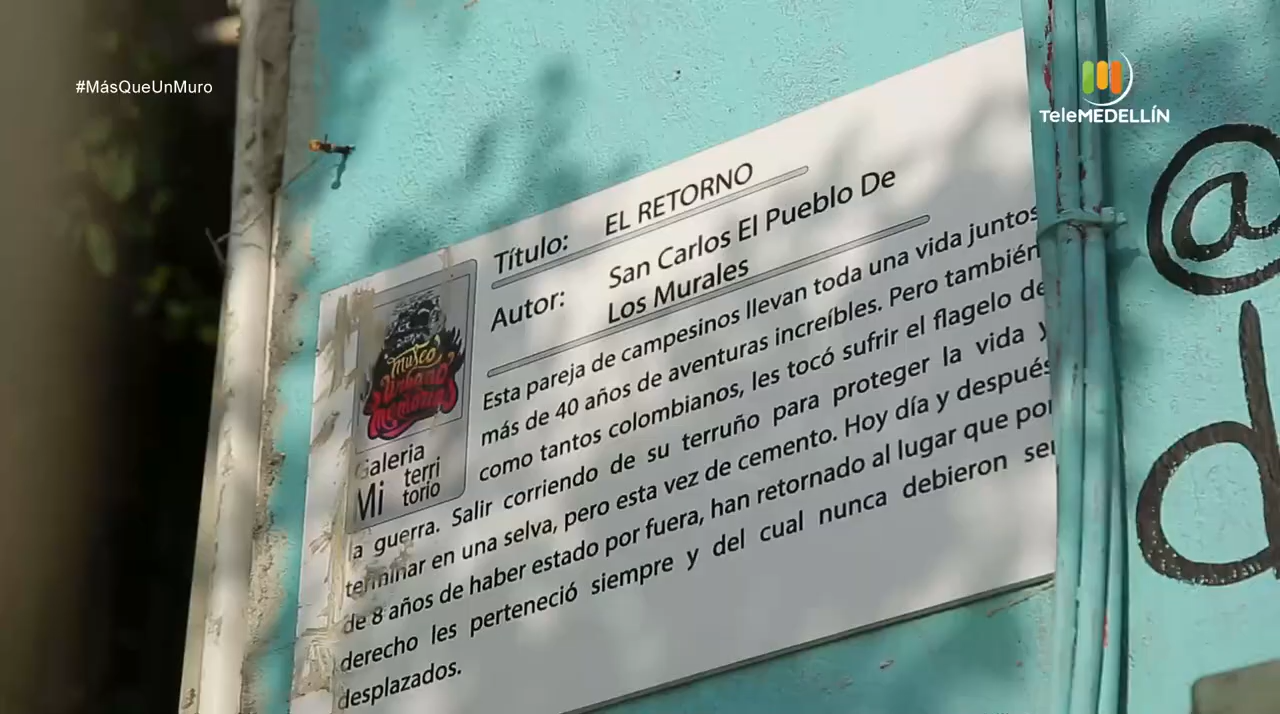 #MásQueUnMuro
TeleMEDELLÍN
Título: EL RETORNO
Autor: San Carlos El Pueblo De
Los Murales
Museo
Urbano
Memorias
Galeria
Mi terri
torio
Esta pareja de campesinos llevan toda una vida juntos
más de 40 años de aventuras increíbles. Pero también
como tantos colombianos, les tocó sufrir el flagelo de
la guerra. Salir corriendo de su terruño para proteger la vida y
terminar en una selva, pero esta vez de cemento. Hoy día y después
de 8 años de haber estado por fuera, han retornado al lugar que por
derecho les perteneció siempre y del cual nunca debieron ser
desplazados.
@
d